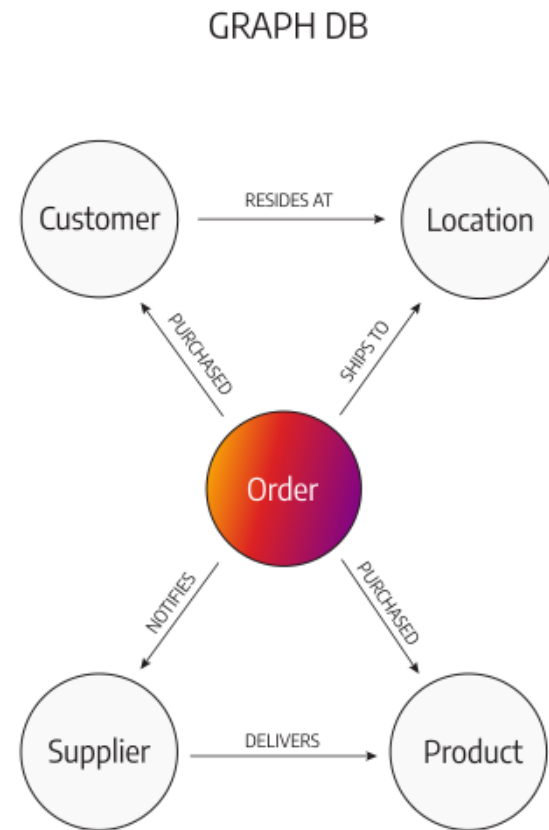 GRAPH DB
Customer
RESIDES AT
Location
PURCHASED
SHIPS TO
Order
NOTIFIES
PURCHASED
Supplier
DELIVERS
Product